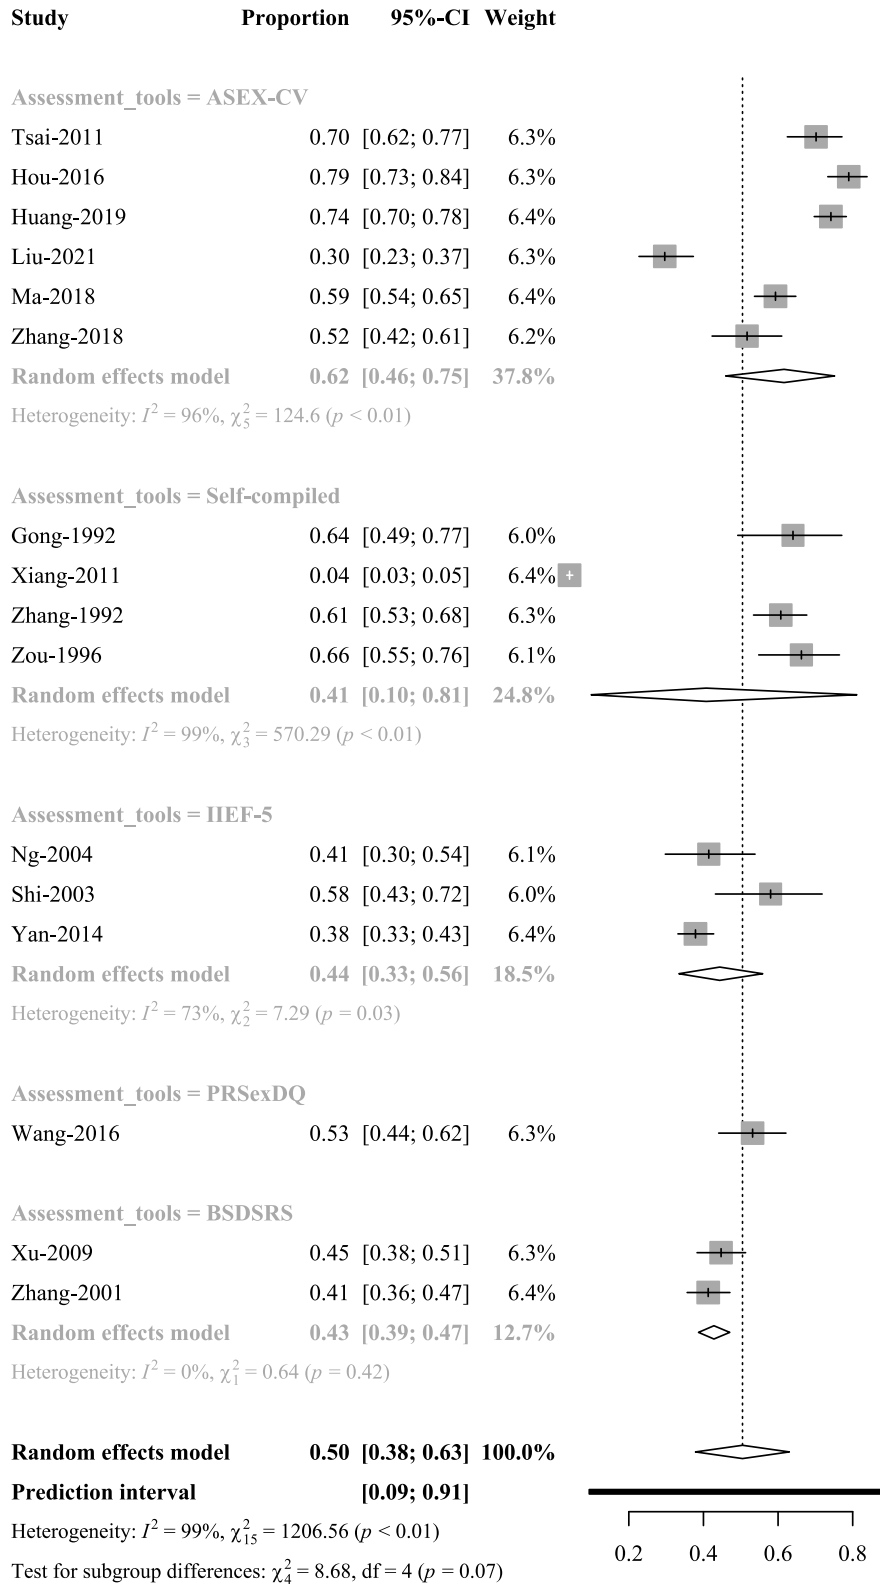 Study Proportion 95%-CI Weight
Assessment_tools = ASEX-CV
Tsai-2011 0.70 [0.62; 0.77] 6.3%
Hou-2016 0.79 [0.73; 0.84] 6.3%
Huang-2019 0.74 [0.70; 0.78] 6.4%
Liu-2021 0.30 [0.23; 0.37] 6.3%
Ma-2018 0.59 [0.54; 0.65] 6.4%
Zhang-2018 0.52 [0.42; 0.61] 6.2%
Random effects model 0.62 [0.46; 0.75] 37.8%
Heterogeneity: I² = 96%, χ²₅ = 124.6 (p < 0.01)
Assessment_tools = Self-compiled
Gong-1992 0.64 [0.49; 0.77] 6.0%
Xiang-2011 0.04 [0.03; 0.05] 6.4%
Zhang-1992 0.61 [0.53; 0.68] 6.3%
Zou-1996 0.66 [0.55; 0.76] 6.1%
Random effects model 0.41 [0.10; 0.81] 24.8%
Heterogeneity: I² = 99%, χ²₃ = 570.29 (p < 0.01)
Assessment_tools = IIEF-5
Ng-2004 0.41 [0.30; 0.54] 6.1%
Shi-2003 0.58 [0.43; 0.72] 6.0%
Yan-2014 0.38 [0.33; 0.43] 6.4%
Random effects model 0.44 [0.33; 0.56] 18.5%
Heterogeneity: I² = 73%, χ²₂ = 7.29 (p = 0.03)
Assessment_tools = PRSexDQ
Wang-2016 0.53 [0.44; 0.62] 6.3%
Assessment_tools = BSDSRS
Xu-2009 0.45 [0.38; 0.51] 6.3%
Zhang-2001 0.41 [0.36; 0.47] 6.4%
Random effects model 0.43 [0.39; 0.47] 12.7%
Heterogeneity: I² = 0%, χ²₁ = 0.64 (p = 0.42)
Random effects model 0.50 [0.38; 0.63] 100.0%
Prediction interval [0.09; 0.91]
Heterogeneity: I² = 99%, χ²₁₅ = 1206.56 (p < 0.01)
Test for subgroup differences: χ²₄ = 8.68, df = 4 (p = 0.07)
0.2 0.4 0.6 0.8